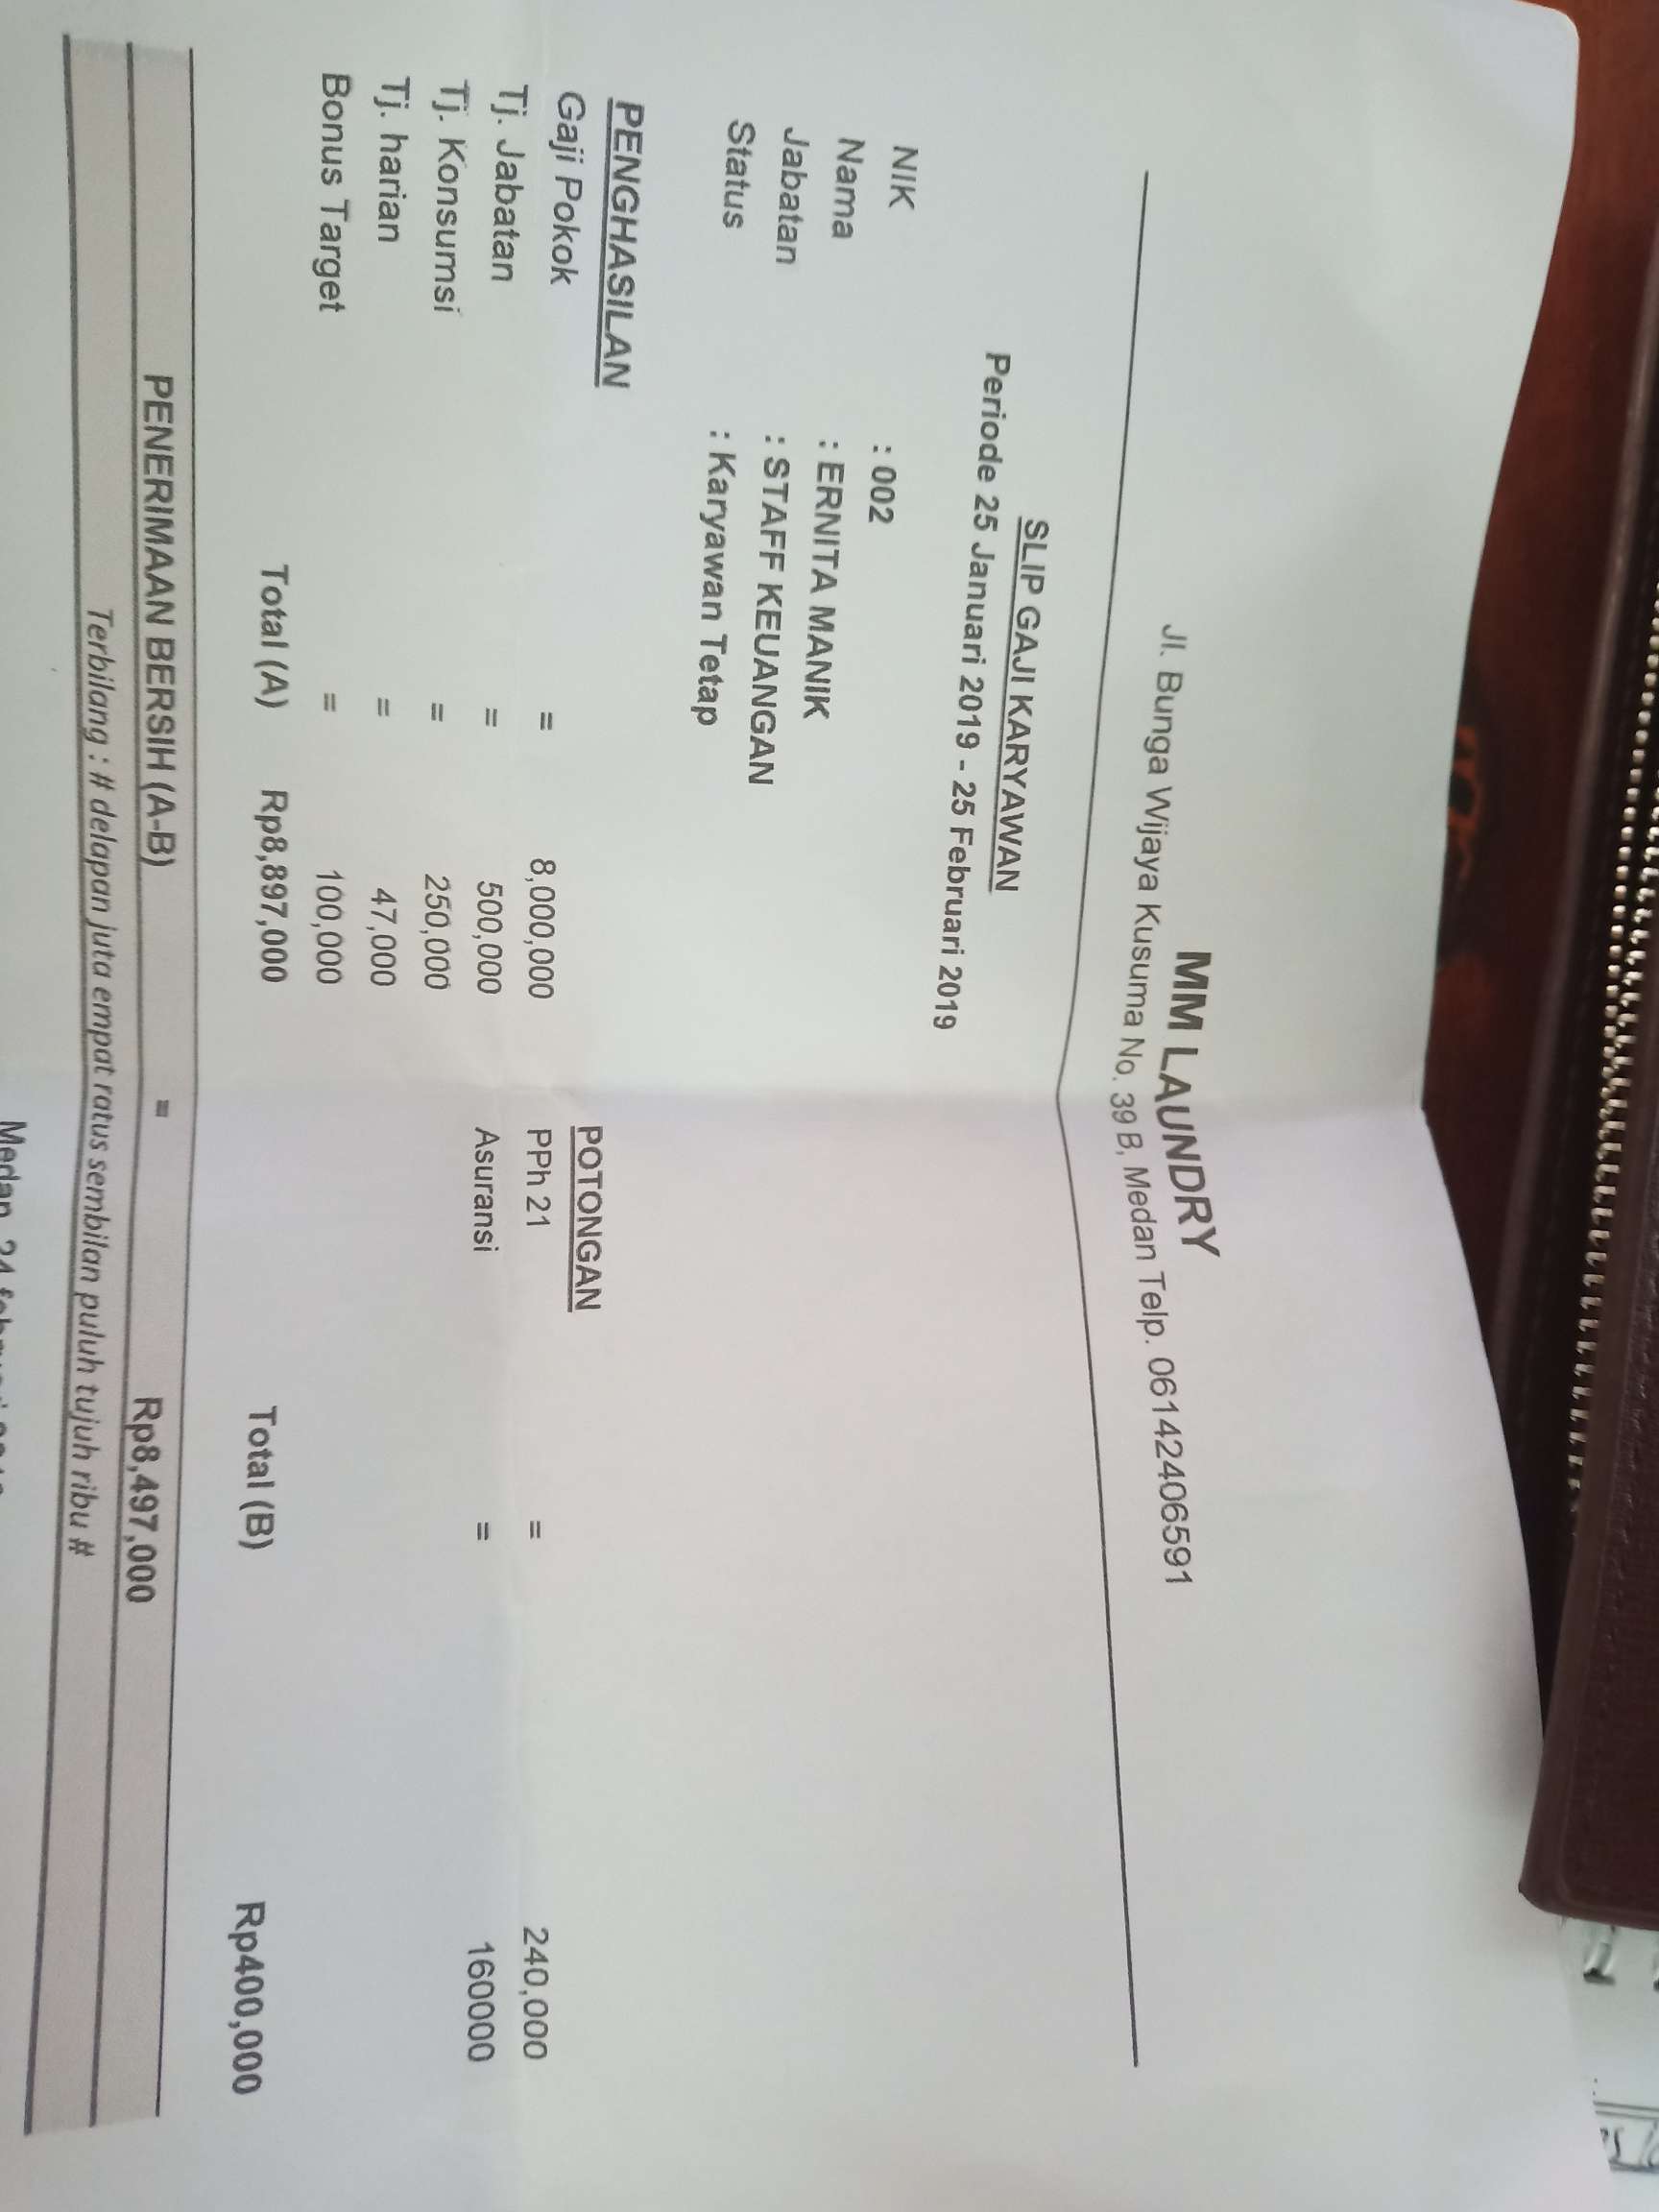 MM LAUNDRY
Jl. Bunga Wijaya Kusuma No. 39 B, Medan Telp. 06142406591
SLIP GAJI KARYAWAN
Periode 25 Januari 2019 - 25 Februari 2019
NIK : 002
Nama : ERNITA MANIK
Jabatan : STAFF KEUANGAN
Status : Karyawan Tetap
PENGHASILAN POTONGAN
Gaji Pokok = 8,000,000 PPh 21 = 240,000
Tj. Jabatan = 500,000 Asuransi = 160000
Tj. Konsumsi = 250,000
Tj. harian = 47,000
Bonus Target = 100,000
Total (A) Rp8,897,000 Total (B) Rp400,000
PENERIMAAN BERSIH (A-B) = Rp8,497,000
Terbilang : # delapan juta empat ratus sembilan puluh tujuh ribu #
Medan, 24